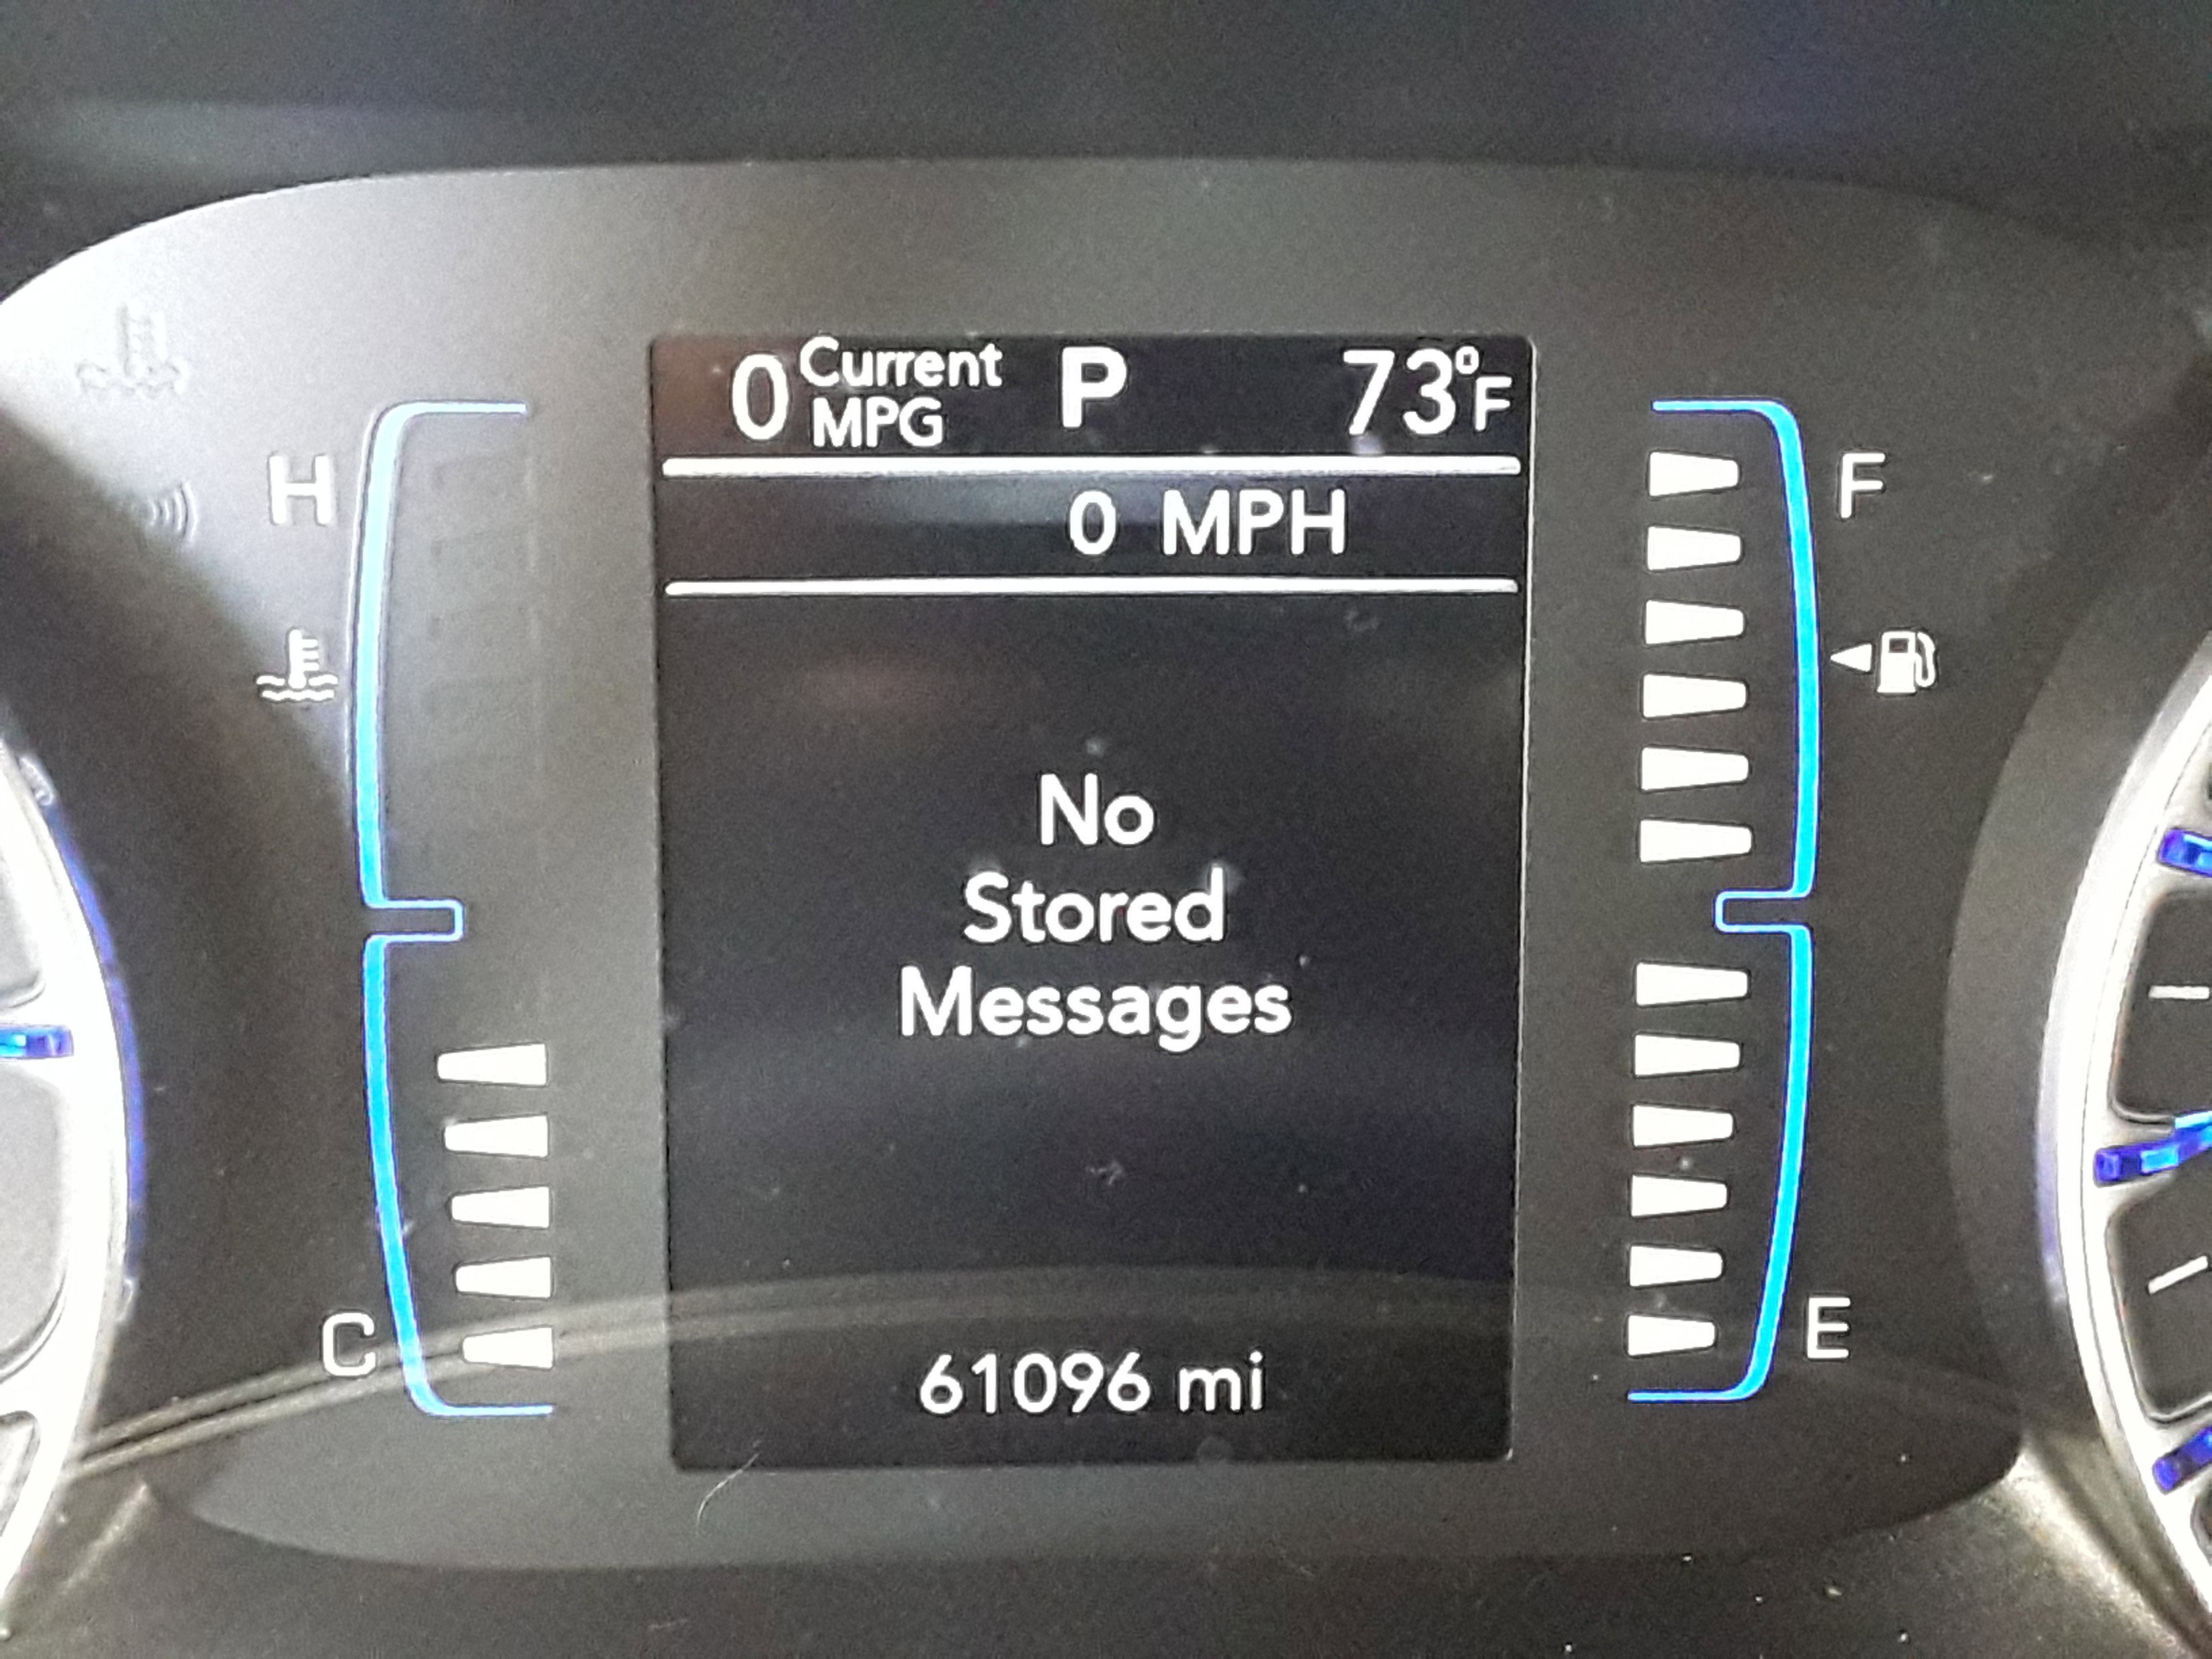 0 Current MPG P 73°F
0 MPH
H
F
No
Stored
Messages
C
E
61096 mi